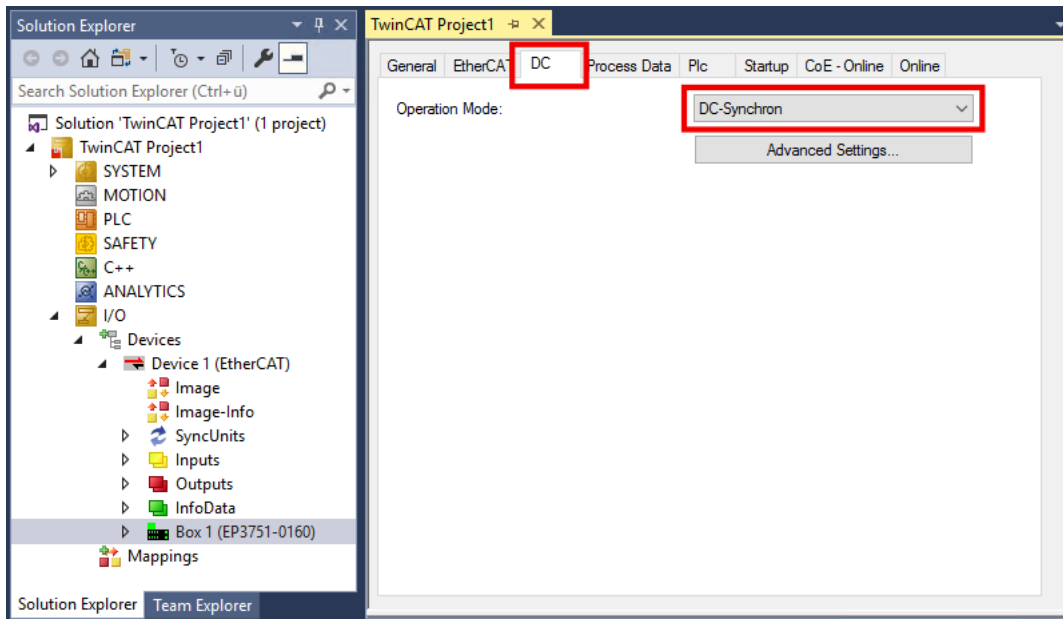 Solution Explorer
Search Solution Explorer (Ctrl+ü)
Solution 'TwinCAT Project1' (1 project)
TwinCAT Project1
SYSTEM
MOTION
PLC
SAFETY
C++
ANALYTICS
I/O
Devices
Device 1 (EtherCAT)
Image
Image-Info
SyncUnits
Inputs
Outputs
InfoData
Box 1 (EP3751-0160)
Mappings
Solution Explorer Team Explorer
TwinCAT Project1
General EtherCAT DC Process Data Plc Startup CoE - Online Online
Operation Mode: DC-Synchron
Advanced Settings...